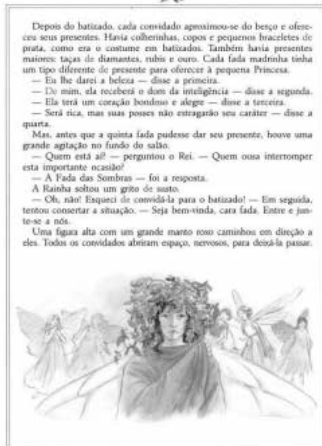 Depois do batizado, cada convidado aproximou-se do berço e ofere-
ceu seus presentes. Havia colherinhas, copos e pequenos braceletes de
prata, como era o costume em batizados. Também havia presentes
maiores: taças de diamantes, rubis e ouro. Cada fada madrinha tinha
um tipo diferente de presente para oferecer à pequena Princesa.
— Eu lhe darei a beleza — disse a primeira.
— De mim, ela receberá o dom da inteligência — disse a segunda.
— Ela terá um coração bondoso e alegre — disse a terceira.
— Será rica, mas suas posses não estragarão seu caráter — disse a
quarta.
Mas, antes que a quinta fada pudesse dar seu presente, houve uma
grande agitação no fundo do salão.
— Quem está aí? — perguntou o Rei. — Quem ousa interromper
esta importante ocasião?
— A Fada das Sombras — foi a resposta.
A Rainha soltou um grito de susto.
— Oh, não! Esqueci de convidá-la para o batizado! — Em seguida,
tentou consertar a situação. — Seja bem-vinda, cara fada. Entre e jun-
te-se a nós.
Uma figura alta com um grande manto roxo caminhou em direção a
eles. Todos os convidados abriram espaço, nervosos, para deixá-la passar.